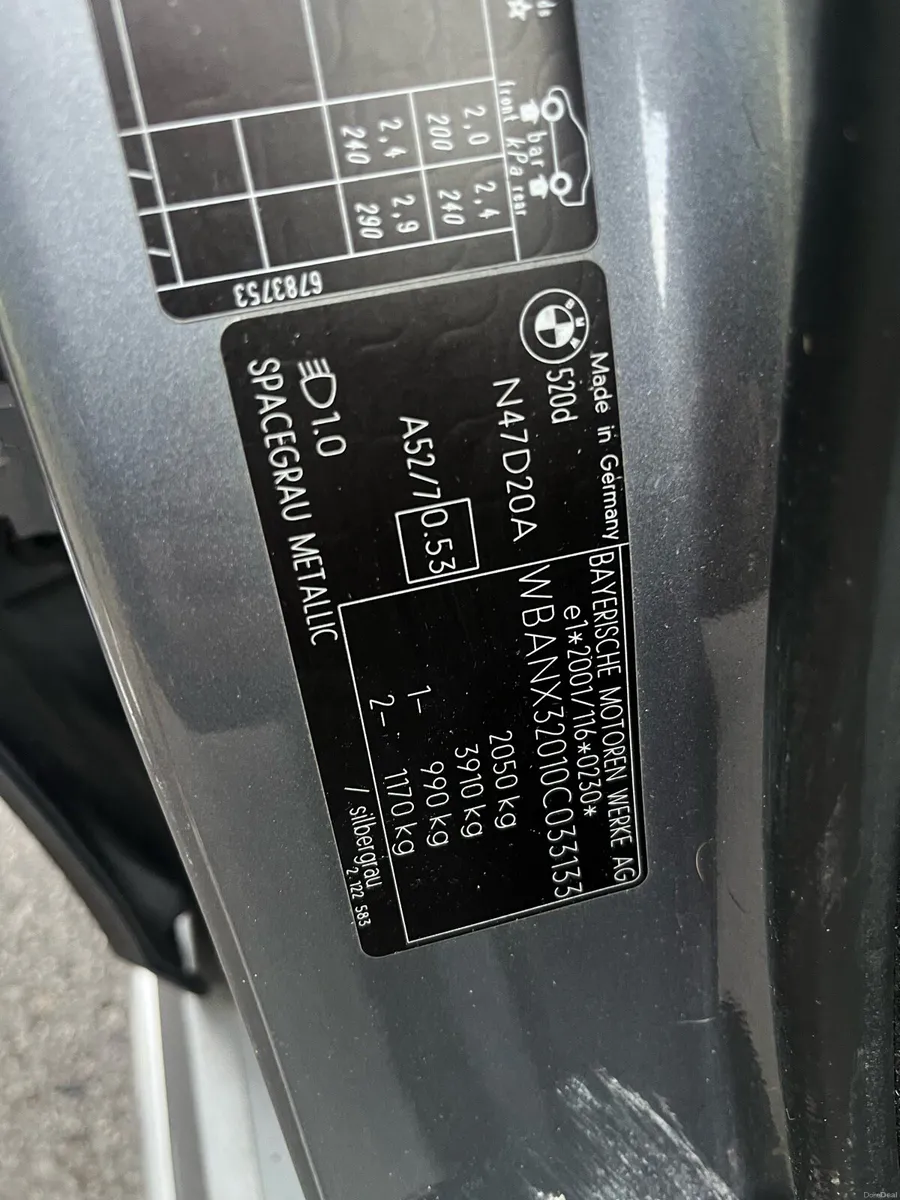 ds
front bar rear
kPa
2,0 2,4
200 240
2,4 2,9
240 290
6783753
Made in Germany
BMW
520d
N47D20A
A52/7 0.53
1.0
SPACEGRAU METALLIC
BAYERISCHE MOTOREN WERKE AG
e1*2001/116*0230*
WBANX32010C033133
2050 kg
3910 kg
1- 990 kg
2- 1170 kg
/ silbergrau
2 122 583
DoneDeal